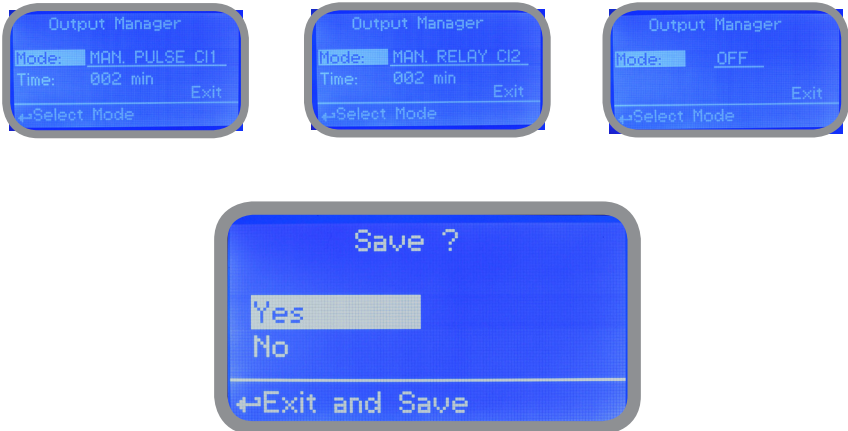 Output Manager
Mode: MAN. PULSE Cl1
Time: 002 min
Exit
↵Select Mode
Output Manager
Mode: MAN. RELAY Cl2
Time: 002 min
Exit
↵Select Mode
Output Manager
Mode: OFF
Exit
↵Select Mode
Save ?
Yes
No
↵Exit and Save